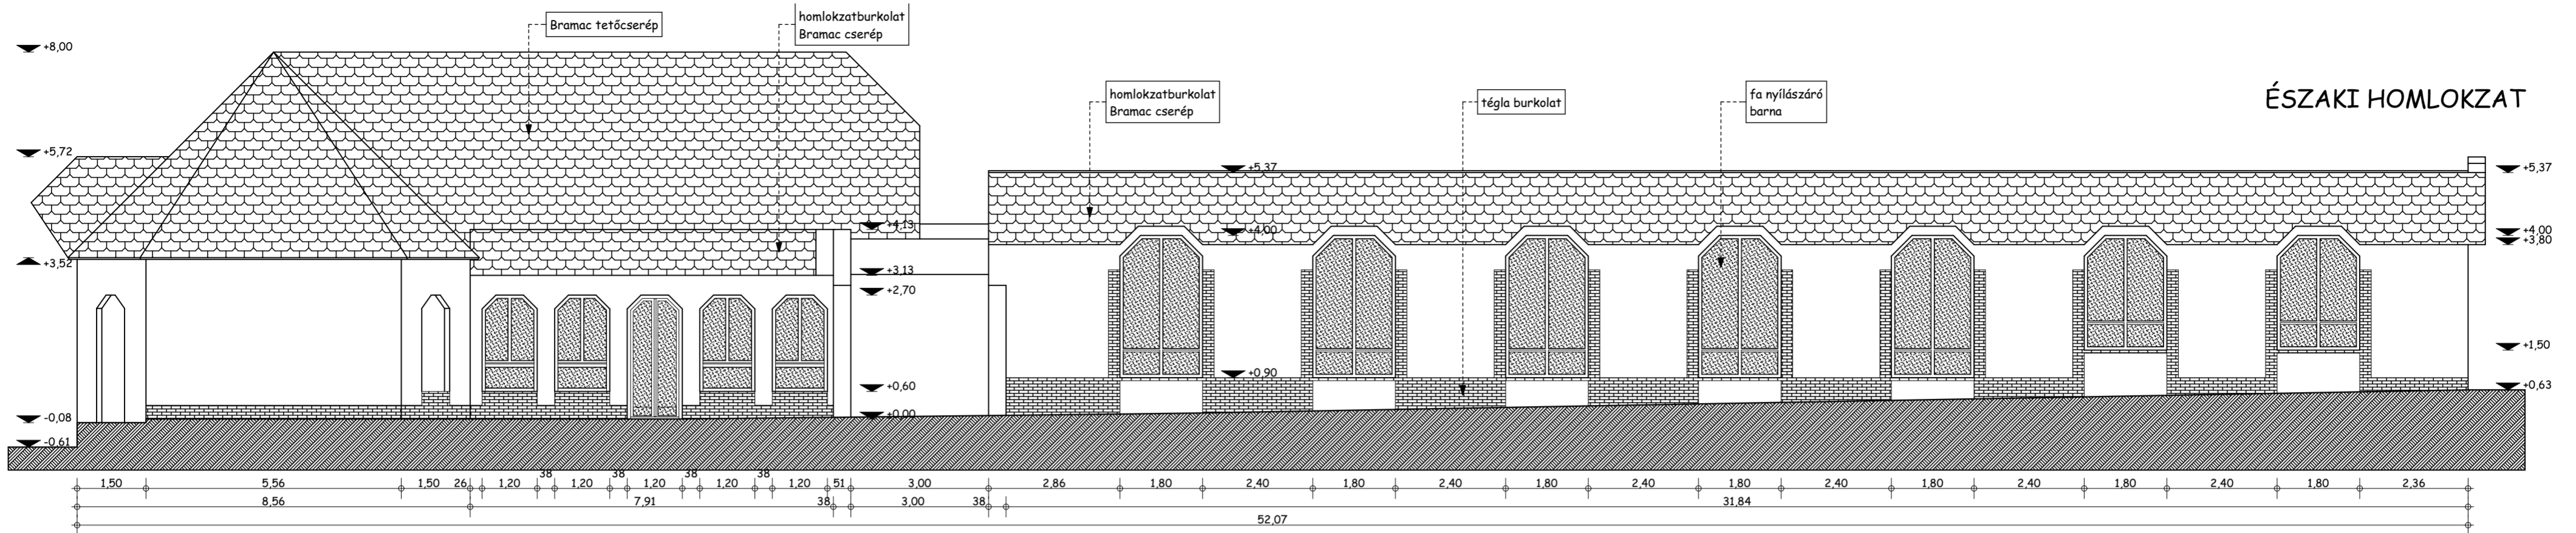 Bramac tetőcserép
homlokzatburkolat
Bramac cserép
+8,00
homlokzatburkolat
Bramac cserép
tégla burkolat
fa nyílászáró
barna
ÉSZAKI HOMLOKZAT
+5,72
+5,37
+5,37
+4,13
+4,00
+4,00
+3,80
+3,52
+3,13
+2,70
+1,50
+0,90
+0,60
+0,63
-0,08
+0,00
-0,61
38 38 38 38
1,50 5,56 1,50 26 1,20 1,20 1,20 1,20 1,20 51 3,00 2,86 1,80 2,40 1,80 2,40 1,80 2,40 1,80 2,40 1,80 2,40 1,80 2,40 1,80 2,36
8,56 7,91 38 3,00 38 31,84
52,07